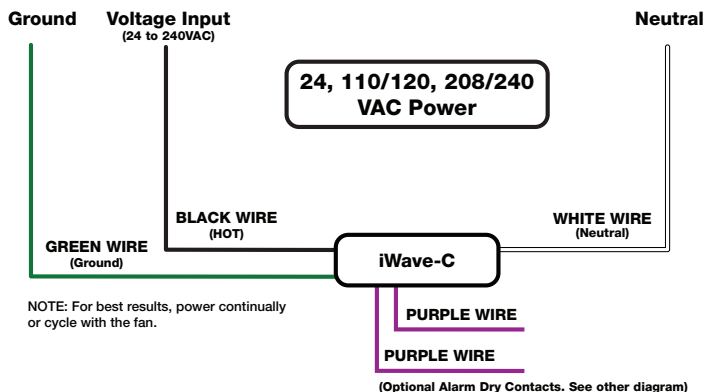 Ground
Voltage Input
(24 to 240VAC)
Neutral
24, 110/120, 208/240
VAC Power
BLACK WIRE
(HOT)
WHITE WIRE
(Neutral)
GREEN WIRE
(Ground)
iWave-C
NOTE: For best results, power continually
or cycle with the fan.
PURPLE WIRE
PURPLE WIRE
(Optional Alarm Dry Contacts. See other diagram)